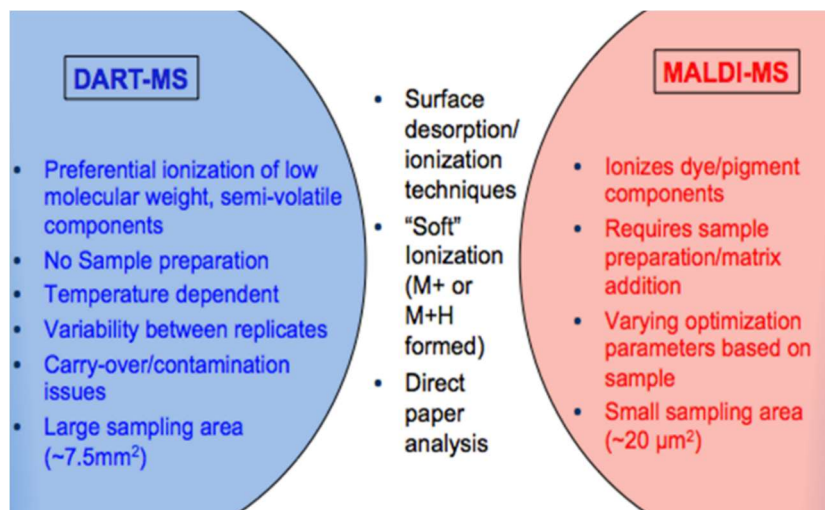 DART-MS
• Preferential ionization of low
molecular weight, semi-volatile
components
• No Sample preparation
• Temperature dependent
• Variability between replicates
• Carry-over/contamination
issues
• Large sampling area
(~7.5mm²)
• Surface
desorption/
ionization
techniques
• “Soft”
Ionization
(M+ or
M+H
formed)
• Direct
paper
analysis
MALDI-MS
• Ionizes dye/pigment
components
• Requires sample
preparation/matrix
addition
• Varying optimization
parameters based on
sample
• Small sampling area
(~20 µm²)